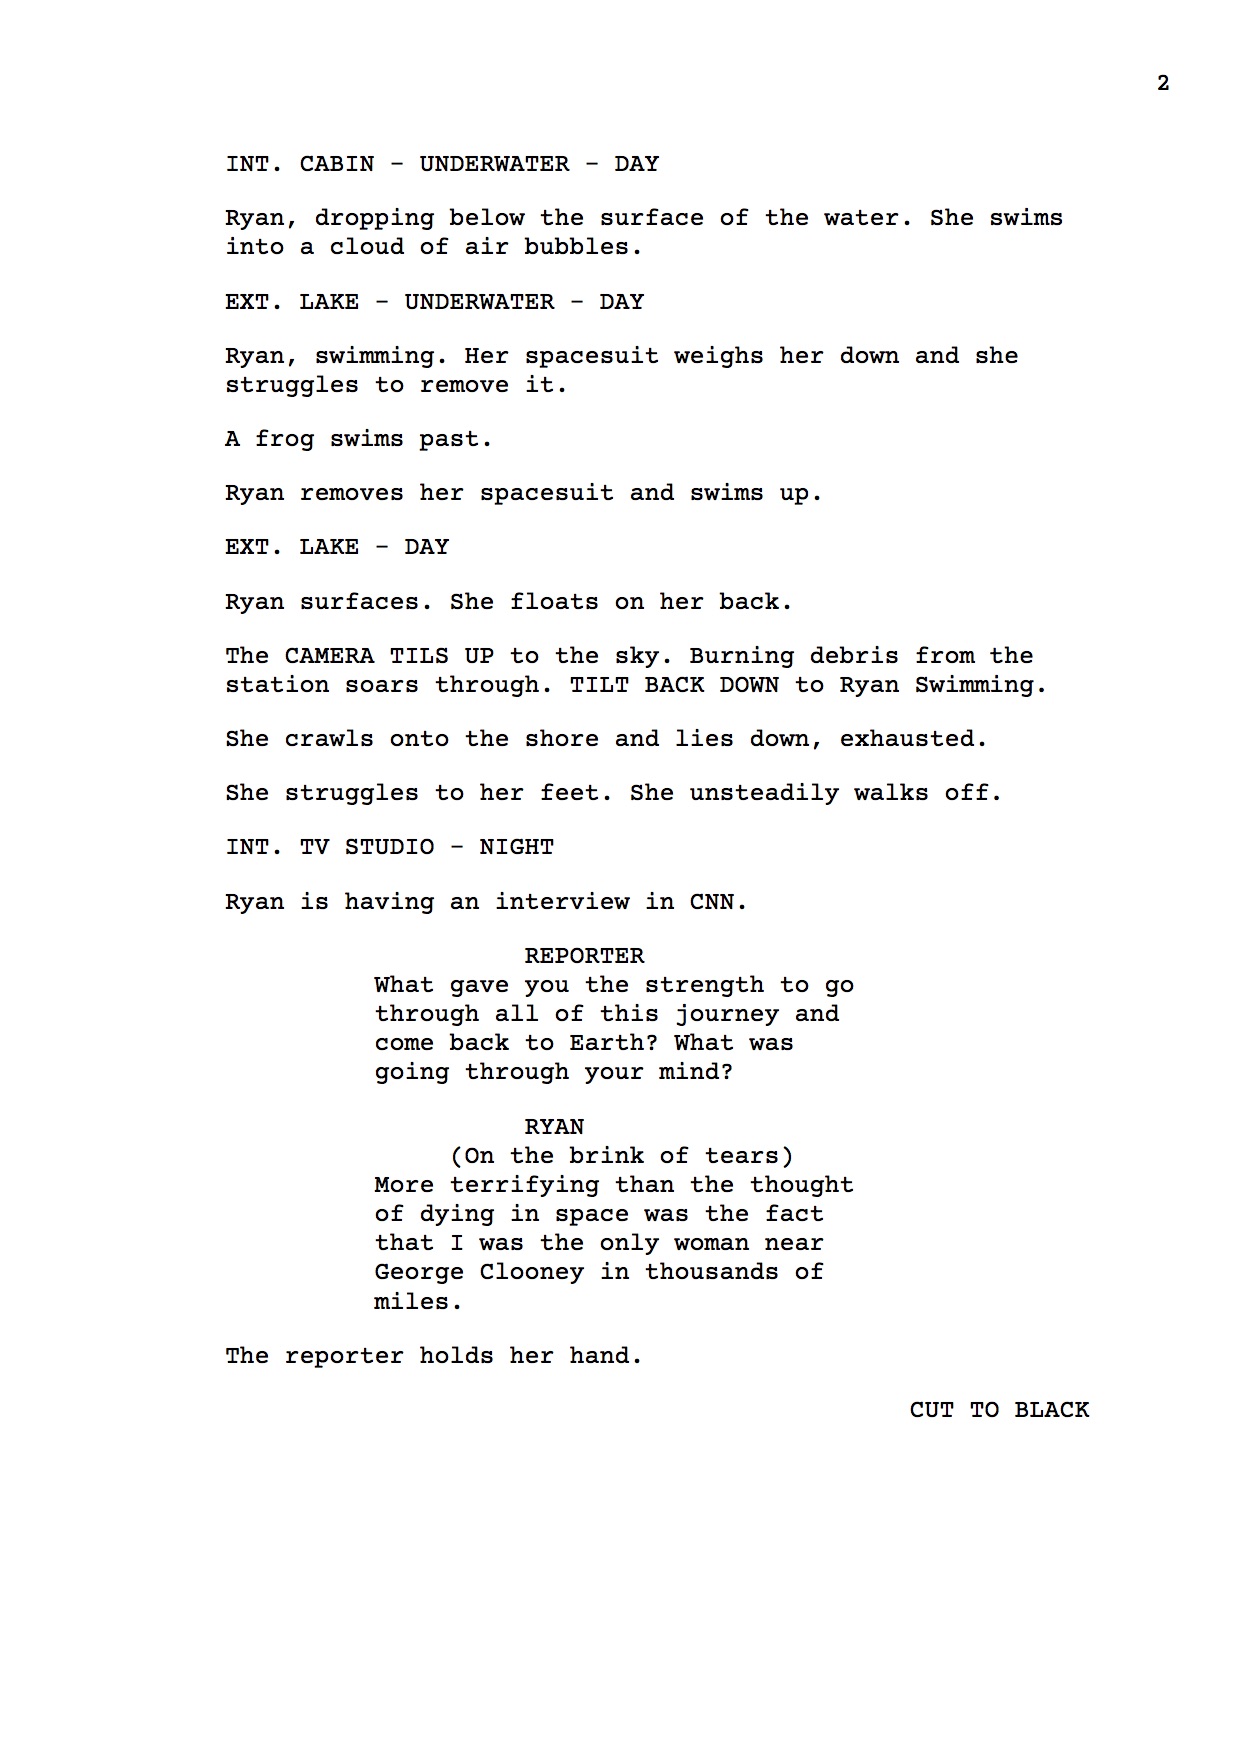 2
INT. CABIN - UNDERWATER - DAY
Ryan, dropping below the surface of the water. She swims
into a cloud of air bubbles.
EXT. LAKE - UNDERWATER - DAY
Ryan, swimming. Her spacesuit weighs her down and she
struggles to remove it.
A frog swims past.
Ryan removes her spacesuit and swims up.
EXT. LAKE - DAY
Ryan surfaces. She floats on her back.
The CAMERA TILS UP to the sky. Burning debris from the
station soars through. TILT BACK DOWN to Ryan Swimming.
She crawls onto the shore and lies down, exhausted.
She struggles to her feet. She unsteadily walks off.
INT. TV STUDIO - NIGHT
Ryan is having an interview in CNN.
REPORTER
What gave you the strength to go
through all of this journey and
come back to Earth? What was
going through your mind?
RYAN
(On the brink of tears)
More terrifying than the thought
of dying in space was the fact
that I was the only woman near
George Clooney in thousands of
miles.
The reporter holds her hand.
CUT TO BLACK